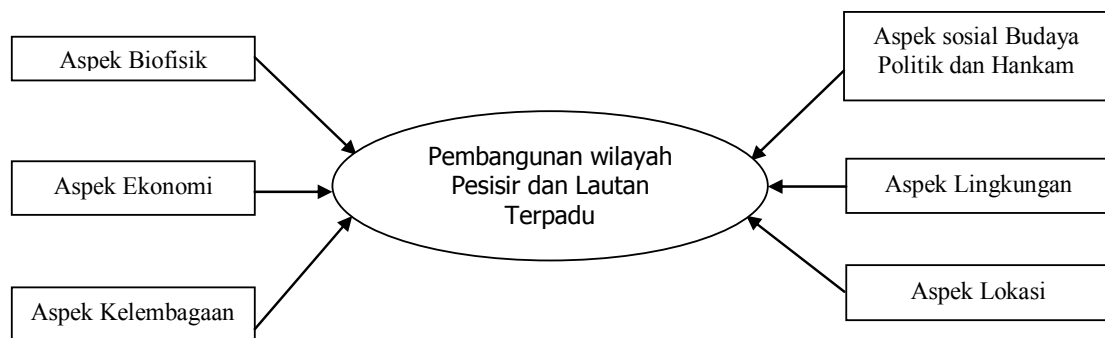 Aspek Biofisik
Aspek Ekonomi
Aspek Kelembagaan
Pembangunan wilayah
Pesisir dan Lautan
Terpadu
Aspek sosial Budaya
Politik dan Hankam
Aspek Lingkungan
Aspek Lokasi